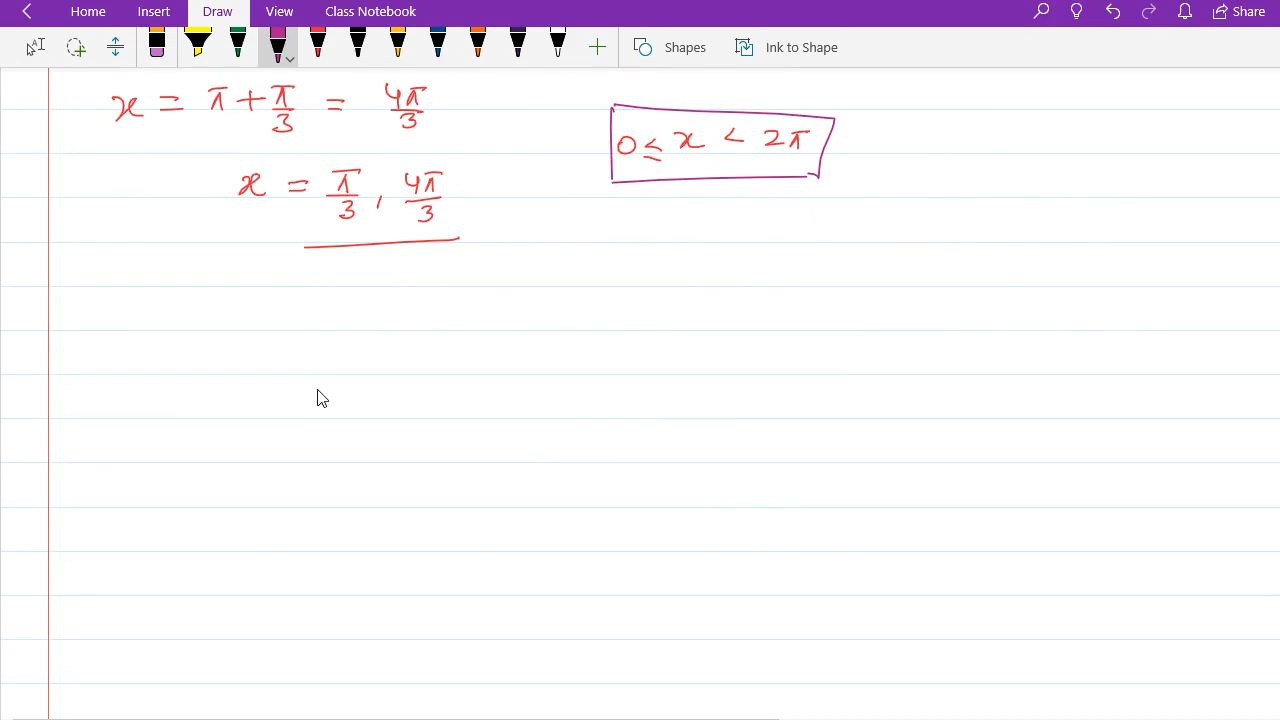 Home Insert Draw View Class Notebook Share
Shapes Ink to Shape
x = π + π/3 = 4π/3
0 ≤ x < 2π
x = π/3 , 4π/3